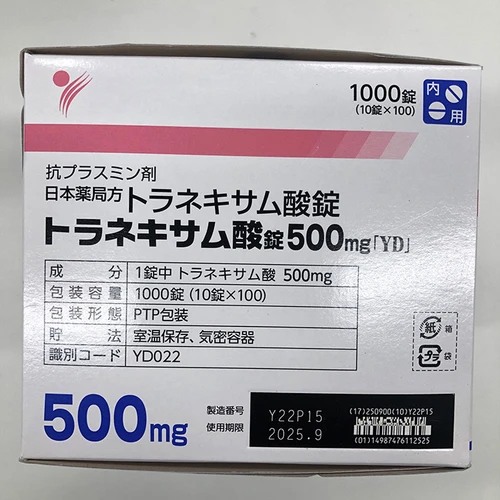 1000錠
(10錠×100)
内
用
抗プラスミン剤
日本薬局方 トラネキサム酸錠
トラネキサム酸錠500mg「YD」
成 分 1錠中 トラネキサム酸 500mg
包装容量 1000錠 (10錠×100)
包装形態 PTP包装
貯 法 室温保存、気密容器
識別コード YD022
紙 箱
プラ 袋
500mg
製造番号 Y22P15
使用期限 2025.9
(17)250900(10)Y22P15
(01)14987476112525